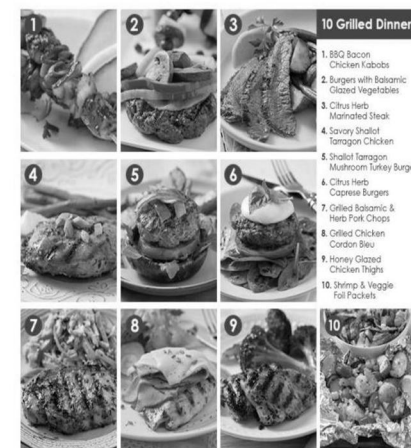 1
2
3
10 Grilled Dinner
1. BBQ Bacon
Chicken Kabobs
2. Burgers with Balsamic
Glazed Vegetables
3. Citrus Herb
Marinated Steak
4. Savory Shallot
Tarragon Chicken
5. Shallot Tarragon
Mushroom Turkey Burge
6. Citrus Herb
Caprese Burgers
7. Grilled Balsamic &
Herb Pork Chops
8. Grilled Chicken
Cordon Bleu
9. Honey Glazed
Chicken Thighs
10. Shrimp & Veggie
Foil Packets
4
5
6
7
8
9
10